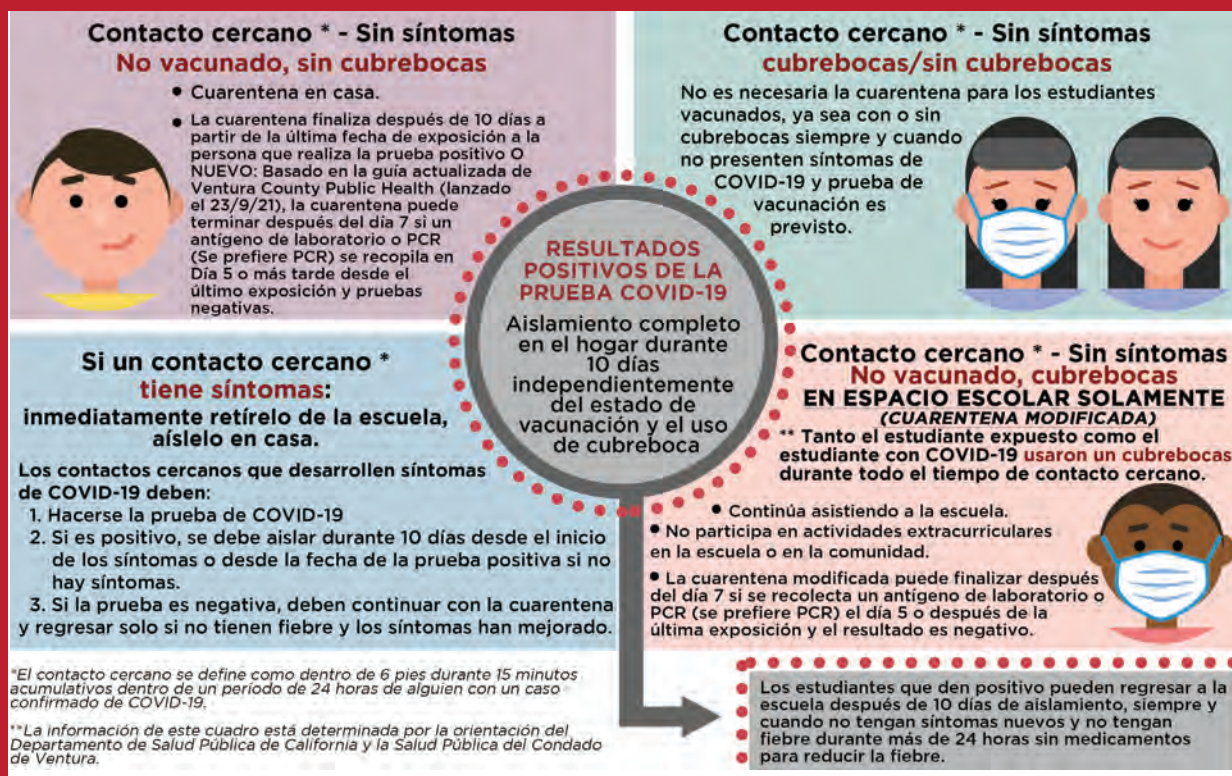 Contacto cercano * - Sin síntomas
No vacunado, sin cubrebocas
• Cuarentena en casa.
• La cuarentena finaliza después de 10 días a
partir de la última fecha de exposición a la
persona que realiza la prueba positivo O
NUEVO: Basado en la guía actualizada de
Ventura County Public Health (lanzado
el 23/9/21), la cuarentena puede
terminar después del día 7 si un
antígeno de laboratorio o PCR
(Se prefiere PCR) se recopila en
Día 5 o más tarde desde el
último exposición y pruebas
negativas.
Contacto cercano * - Sin síntomas
cubrebocas/sin cubrebocas
No es necesaria la cuarentena para los estudiantes
vacunados, ya sea con o sin
cubrebocas siempre y cuando
no presenten síntomas de
COVID-19 y prueba de
vacunación es
previsto.
RESULTADOS
POSITIVOS DE LA
PRUEBA COVID-19
Aislamiento completo
en el hogar durante
10 días
independientemente
del estado de
vacunación y el uso
de cubreboca
Si un contacto cercano *
tiene síntomas:
inmediatamente retírelo de la escuela,
aíslelo en casa.
Los contactos cercanos que desarrollen síntomas
de COVID-19 deben:
1. Hacerse la prueba de COVID-19
2. Si es positivo, se debe aislar durante 10 días desde el inicio
de los síntomas o desde la fecha de la prueba positiva si no
hay síntomas.
3. Si la prueba es negativa, deben continuar con la cuarentena
y regresar solo si no tienen fiebre y los síntomas han mejorado.
Contacto cercano * - Sin síntomas
No vacunado, cubrebocas
EN ESPACIO ESCOLAR SOLAMENTE
(CUARENTENA MODIFICADA)
** Tanto el estudiante expuesto como el
estudiante con COVID-19 usaron un cubrebocas
durante todo el tiempo de contacto cercano.
• Continúa asistiendo a la escuela.
• No participa en actividades extracurriculares
en la escuela o en la comunidad.
• La cuarentena modificada puede finalizar después
del día 7 si se recolecta un antígeno de laboratorio o
PCR (se prefiere PCR) el día 5 o después de la
última exposición y el resultado es negativo.
*El contacto cercano se define como dentro de 6 pies durante 15 minutos
acumulativos dentro de un período de 24 horas de alguien con un caso
confirmado de COVID-19.
**La información de este cuadro está determinada por la orientación del
Departamento de Salud Pública de California y la Salud Pública del Condado
de Ventura.
Los estudiantes que den positivo pueden regresar a la
escuela después de 10 días de aislamiento, siempre y
cuando no tengan síntomas nuevos y no tengan
fiebre durante más de 24 horas sin medicamentos
para reducir la fiebre.